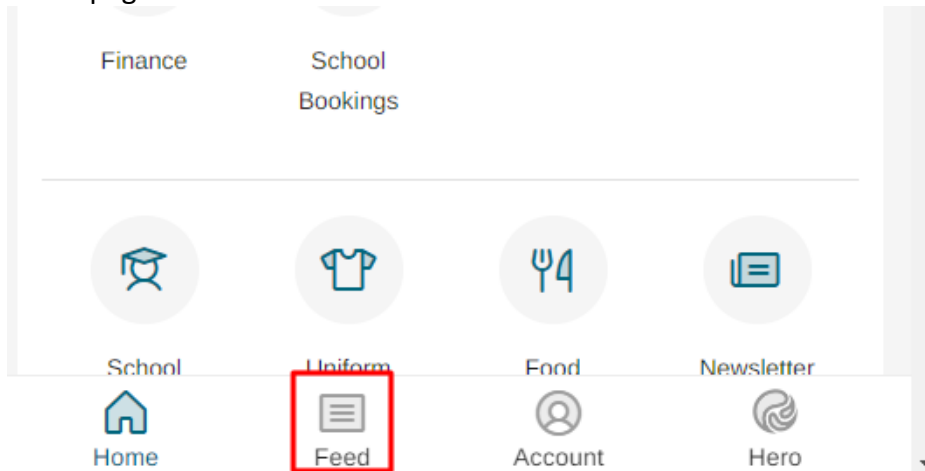 Finance School
Bookings
School Uniform Food Newsletter
Home Feed Account Hero